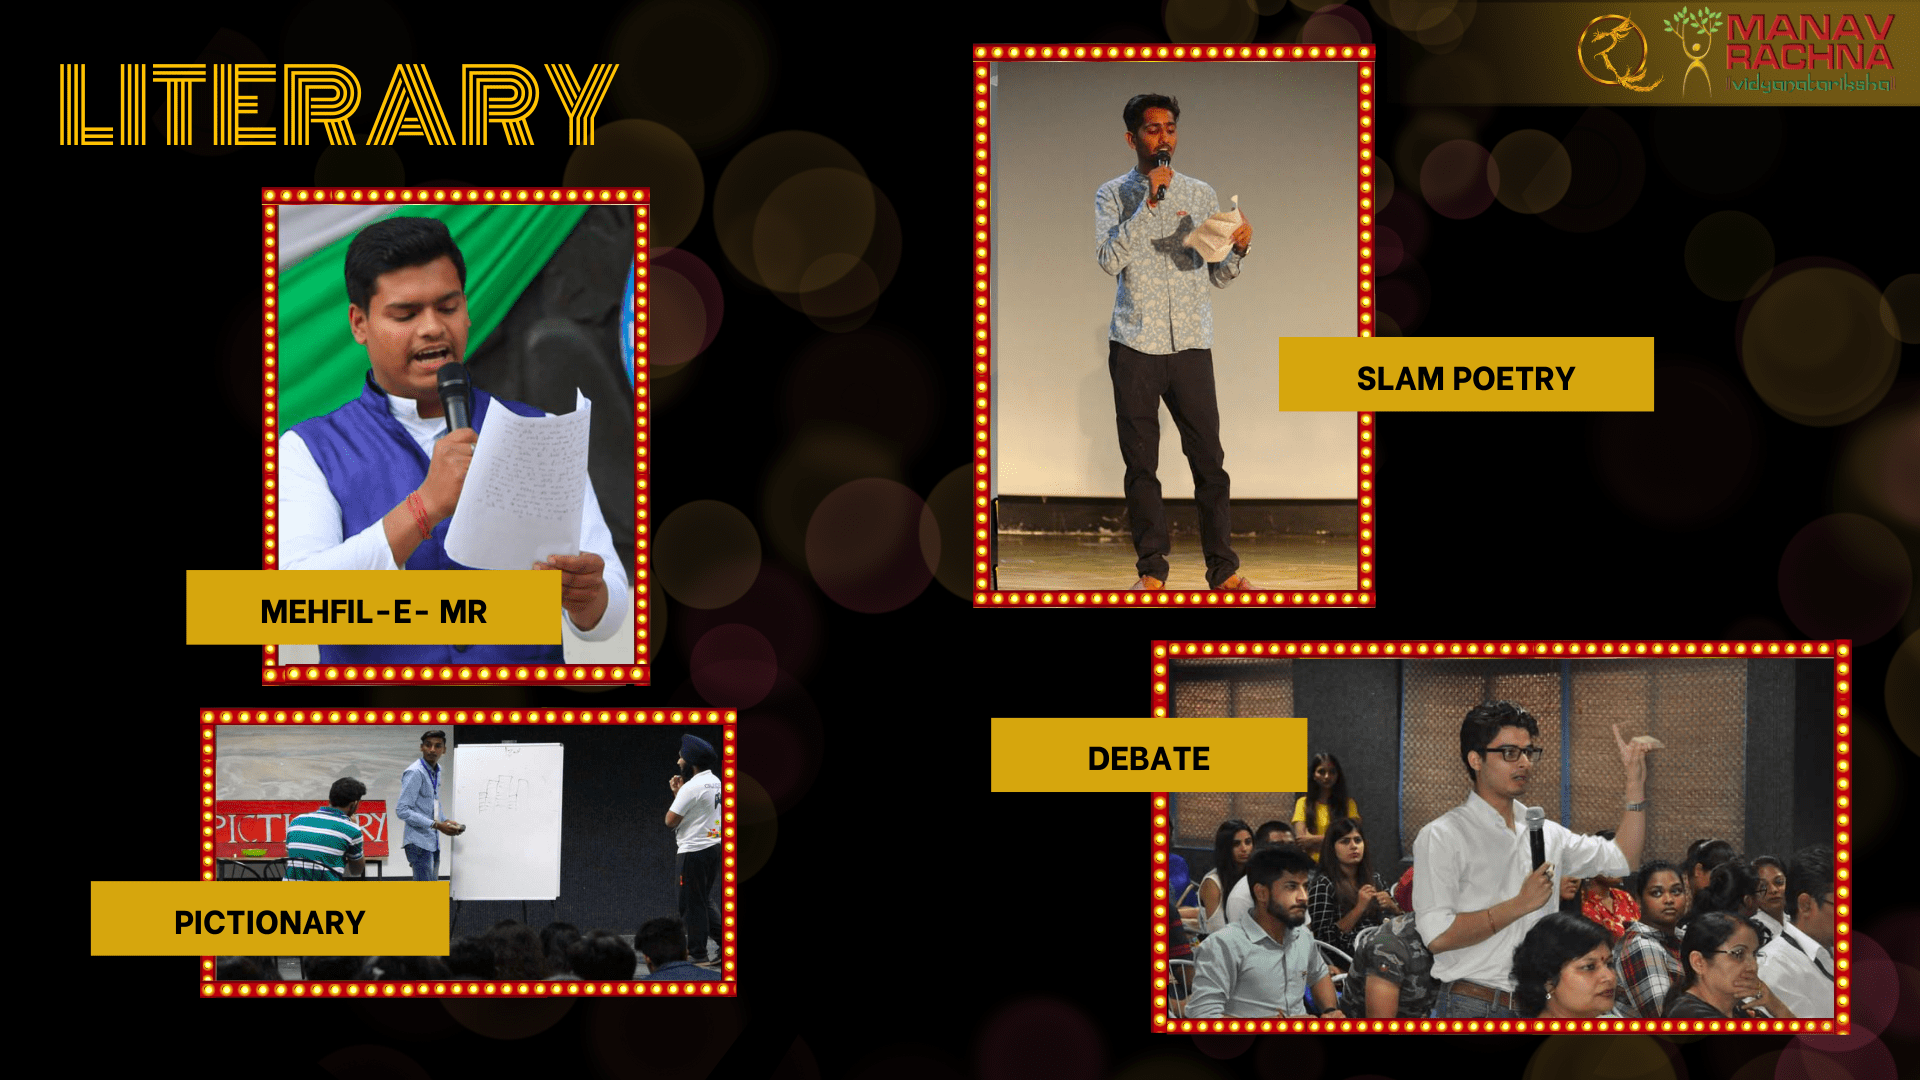 LITERARY
MANAV
RACHNA
vidyanatariksha
SLAM POETRY
MEHFIL-E- MR
DEBATE
PICTIONARY